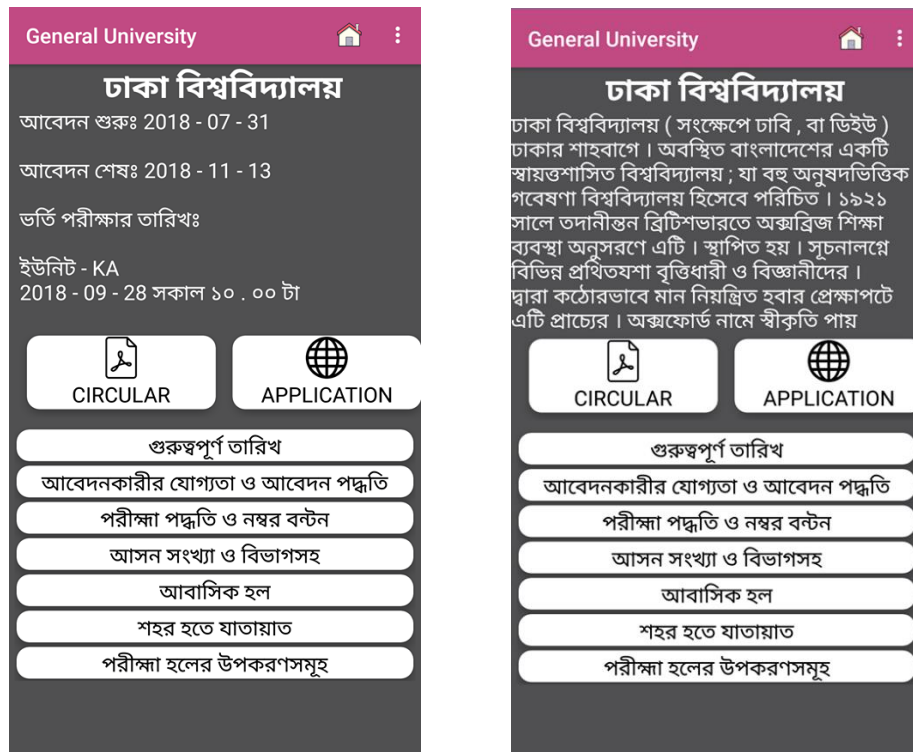 General University
ঢাকা বিশ্ববিদ্যালয়
আবেদন শুরুঃ 2018 - 07 - 31
আবেদন শেষঃ 2018 - 11 - 13
ভর্তি পরীক্ষার তারিখঃ
ইউনিট - KA
2018 - 09 - 28 সকাল ১০ . ০০ টা
CIRCULAR
APPLICATION
গুরুত্বপূর্ণ তারিখ
আবেদনকারীর যোগ্যতা ও আবেদন পদ্ধতি
পরীক্ষা পদ্ধতি ও নম্বর বন্টন
আসন সংখ্যা ও বিভাগসহ
আবাসিক হল
শহর হতে যাতায়াত
পরীক্ষা হলের উপকরণসমূহ
General University
ঢাকা বিশ্ববিদ্যালয়
ঢাকা বিশ্ববিদ্যালয় ( সংক্ষেপে ঢাবি , বা ডিইউ )
ঢাকার শাহবাগে । অবস্থিত বাংলাদেশের একটি
স্বায়ত্তশাসিত বিশ্ববিদ্যালয় ; যা বহু অনুষদভিত্তিক
গবেষণা বিশ্ববিদ্যালয় হিসেবে পরিচিত । ১৯২১
সালে তদানীন্তন ব্রিটিশভারতে অক্সব্রিজ শিক্ষা
ব্যবস্থা অনুসরণে এটি । স্থাপিত হয় । সূচনালগ্নে
বিভিন্ন প্রথিতযশা বৃত্তিধারী ও বিজ্ঞানীদের ।
দ্বারা কঠোরভাবে মান নিয়ন্ত্রিত হবার প্রেক্ষাপটে
এটি প্রাচ্যের । অক্সফোর্ড নামে স্বীকৃতি পায়
CIRCULAR
APPLICATION
গুরুত্বপূর্ণ তারিখ
আবেদনকারীর যোগ্যতা ও আবেদন পদ্ধতি
পরীক্ষা পদ্ধতি ও নম্বর বন্টন
আসন সংখ্যা ও বিভাগসহ
আবাসিক হল
শহর হতে যাতায়াত
পরীক্ষা হলের উপকরণসমূহ